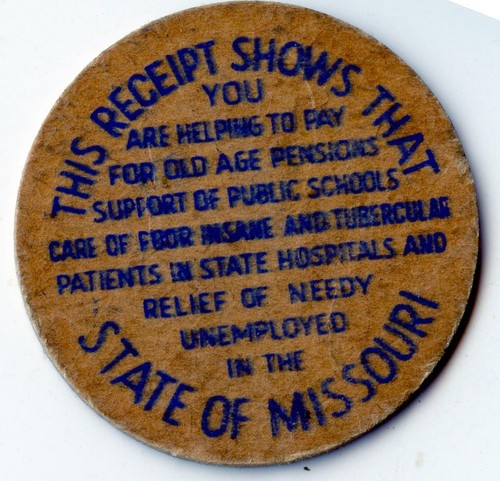 THIS RECEIPT SHOWS THAT
YOU
ARE HELPING TO PAY
FOR OLD AGE PENSIONS
SUPPORT OF PUBLIC SCHOOLS
CARE OF POOR INSANE AND TUBERCULAR
PATIENTS IN STATE HOSPITALS AND
RELIEF OF NEEDY
UNEMPLOYED
IN THE
STATE OF MISSOURI